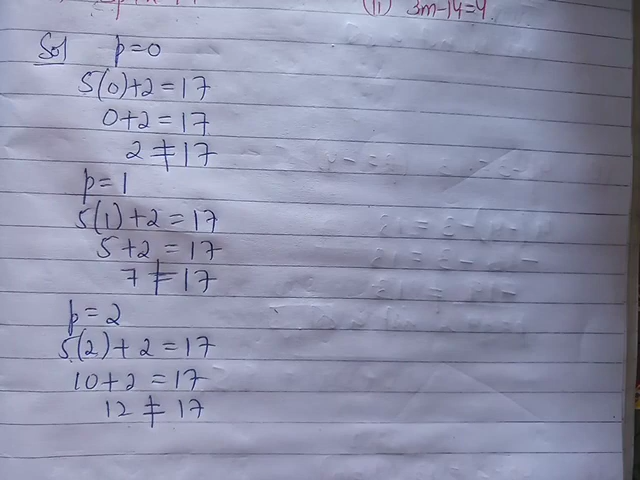 (ii) 3m-14=4
Sol p=0
5(0)+2=17
0+2=17
2≠17
p=1
5(1)+2=17
5+2=17
7≠17
p=2
5(2)+2=17
10+2=17
12≠17